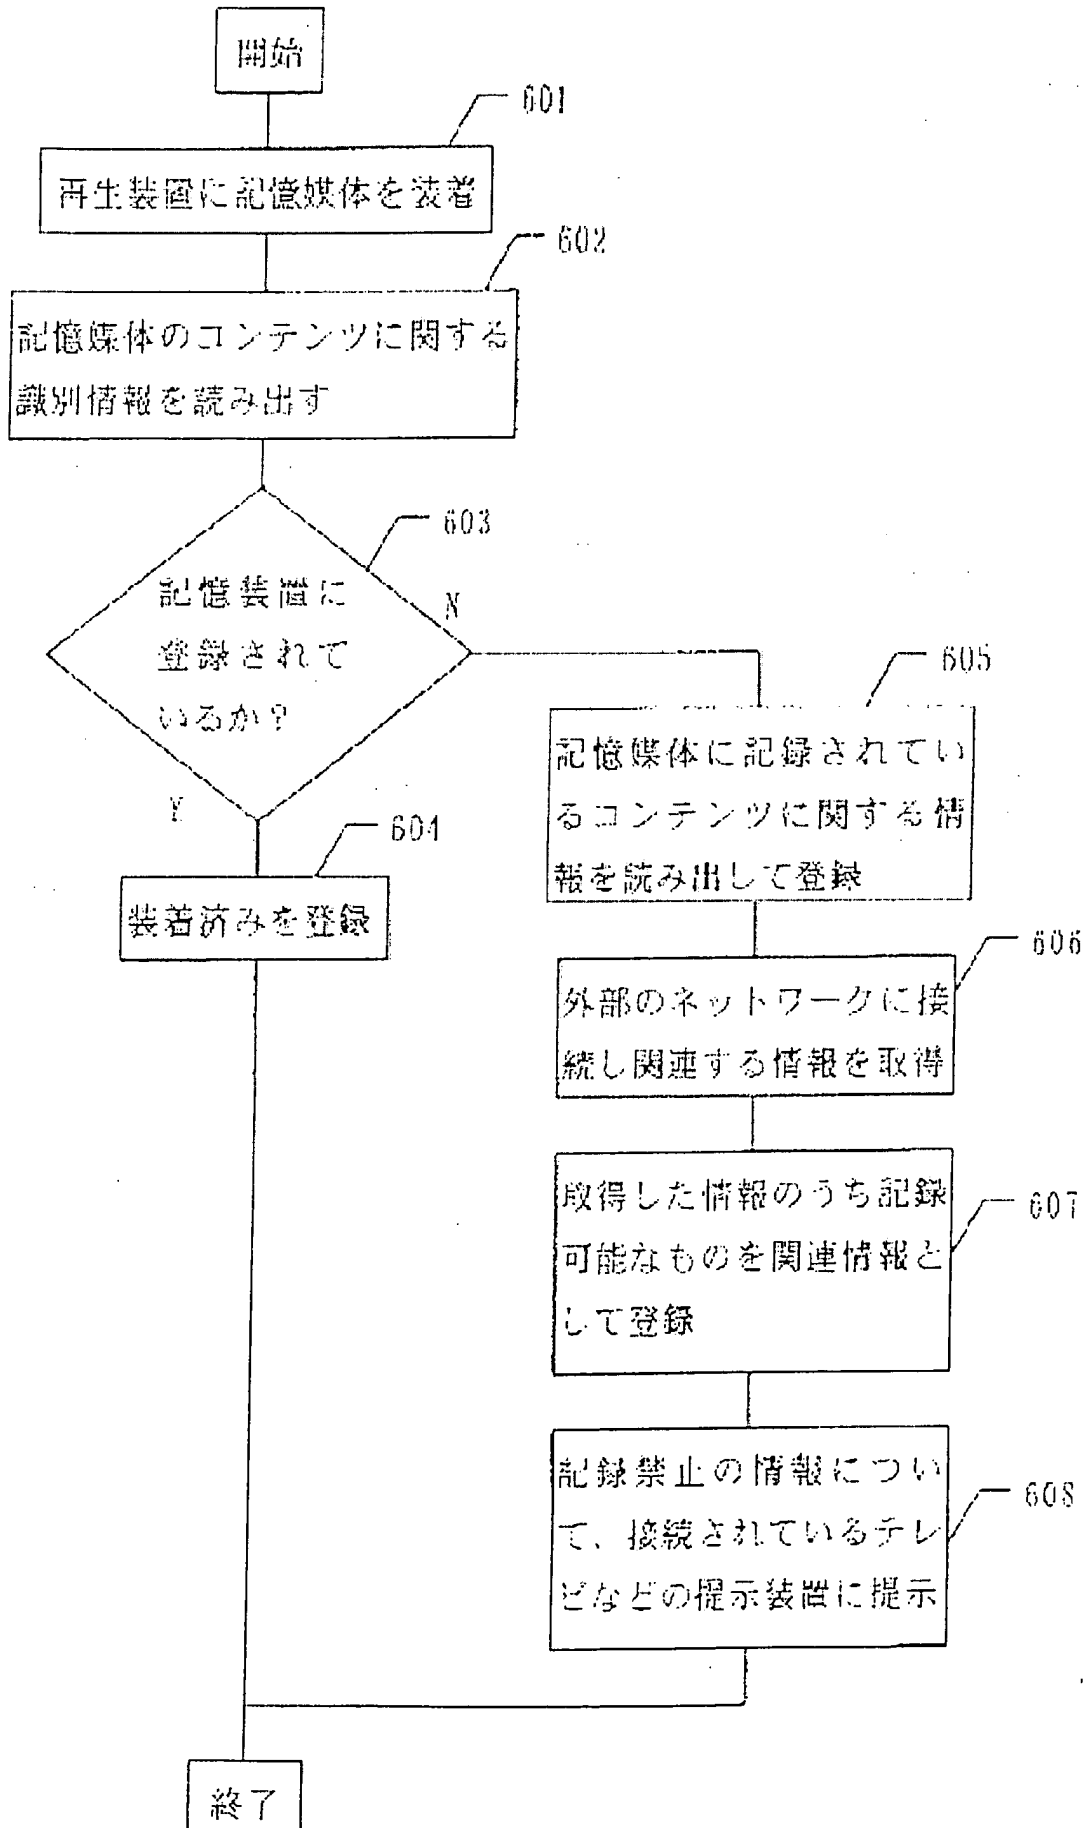 開始
601
再生装置に記憶媒体を装着
602
記憶媒体のコンテンツに関する
識別情報を読み出す
603
記憶装置に
登録されて
いるか?
N
Y
604
装着済みを登録
605
記憶媒体に記録されてい
るコンテンツに関する情
報を読み出して登録
606
外部のネットワークに接
続し関連する情報を取得
607
取得した情報のうち記録
可能なものを関連情報と
して登録
608
記録禁止の情報につい
て、接続されているテレ
ビなどの提示装置に提示
終了